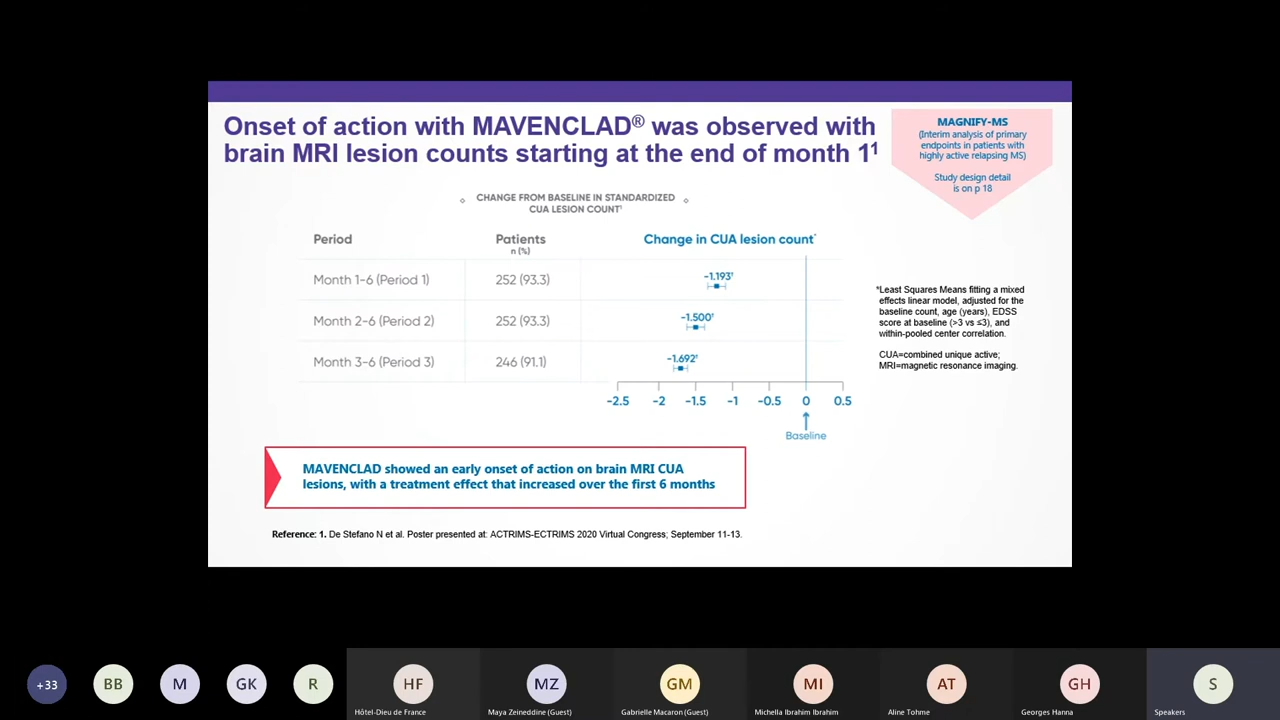 Onset of action with MAVENCLAD® was observed with
brain MRI lesion counts starting at the end of month 1¹
MAGNIFY-MS
(Interim analysis of primary
endpoints in patients with
highly active relapsing MS)
Study design detail
is on p 18
CHANGE FROM BASELINE IN STANDARDIZED
CUA LESION COUNT¹
Period
Patients
n (%)
Change in CUA lesion count*
Month 1-6 (Period 1)
252 (93.3)
-1.193†
Month 2-6 (Period 2)
252 (93.3)
-1.500†
Month 3-6 (Period 3)
246 (91.1)
-1.692†
-2.5 -2 -1.5 -1 -0.5 0 0.5
Baseline
*Least Squares Means fitting a mixed
effects linear model, adjusted for the
baseline count, age (years), EDSS
score at baseline (>3 vs ≤3), and
within-pooled center correlation.
CUA=combined unique active;
MRI=magnetic resonance imaging.
MAVENCLAD showed an early onset of action on brain MRI CUA
lesions, with a treatment effect that increased over the first 6 months
Reference: 1. De Stefano N et al. Poster presented at: ACTRIMS-ECTRIMS 2020 Virtual Congress; September 11-13.
+33
BB
M
GK
R
HF
MZ
GM
MI
AT
GH
S
Hôtel-Dieu de France
Maya Zeineddine (Guest)
Gabrielle Macaron (Guest)
Michella Ibrahim Ibrahim
Aline Tohme
Georges Hanna
Speakers